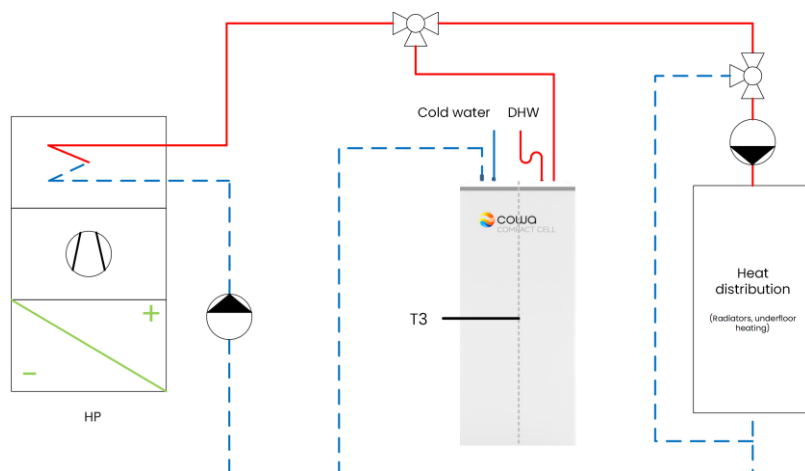 Cold water
DHW
cowa
COMPACT CELL
T3
Heat
distribution
(Radiators, underfloor
heating)
+
−
HP